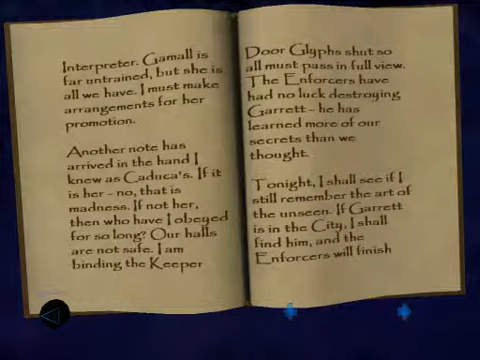 Interpreter. Gamall is
far untrained, but she is
all we have. I must make
arrangements for her
promotion.
Another note has
arrived in the hand I
knew as Caduca's. If it
is her - no, that is
madness. If not her,
then who have I obeyed
for so long? Our halls
are not safe. I am
binding the Keeper
Door Glyphs shut so
all must pass in full view.
The Enforcers have
had no luck destroying
Garrett - he has
learned more of our
secrets than we
thought.
Tonight, I shall see if I
still remember the art of
the unseen. If Garrett
is in the City, I shall
find him, and the
Enforcers will finish